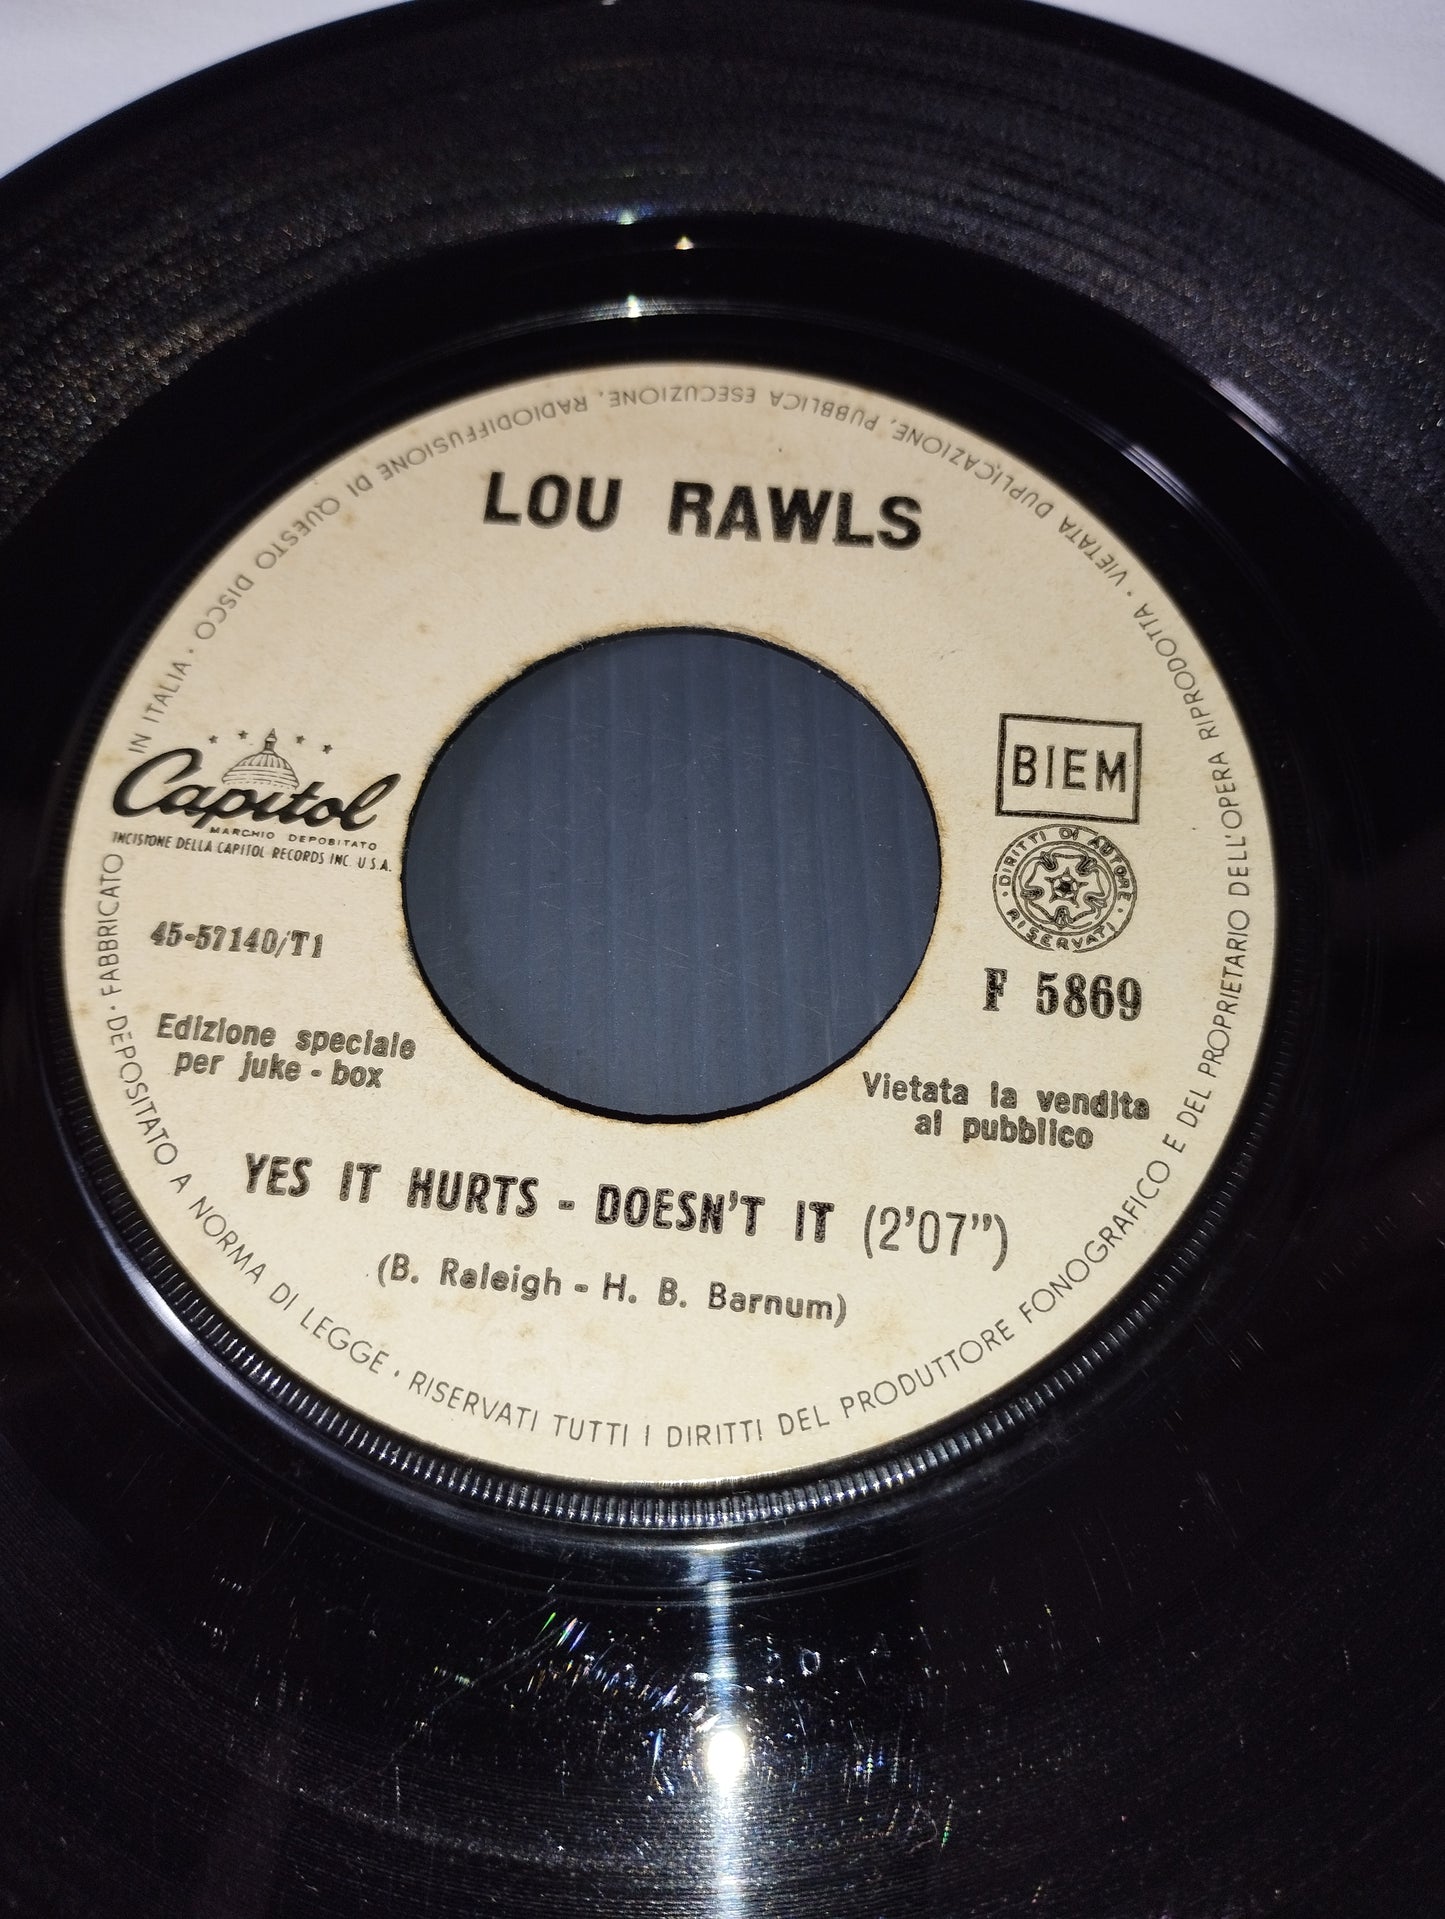 LOU RAWLS
Capitol
MARCHIO DEPOSITATO
INCISIONE DELLA CAPITOL RECORDS INC. U.S.A.
BIEM
DIRITTI DI AUTORE
RISERVATI
45-57140/T1
F 5869
Edizione speciale
per juke-box
Vietata la vendita
al pubblico
YES IT HURTS - DOESN'T IT (2'07")
(B. Raleigh - H. B. Barnum)
FABBRICATO IN ITALIA · DISCO DEPOSITATO A NORMA DI LEGGE · RISERVATI TUTTI I DIRITTI DEL PRODUTTORE FONOGRAFICO E DEL PROPRIETARIO DELL'OPERA RIPRODOTTA · VIETATA DUPLICAZIONE, PUBBLICA ESECUZIONE, RADIODIFFUSIONE DI QUESTO DISCO ·